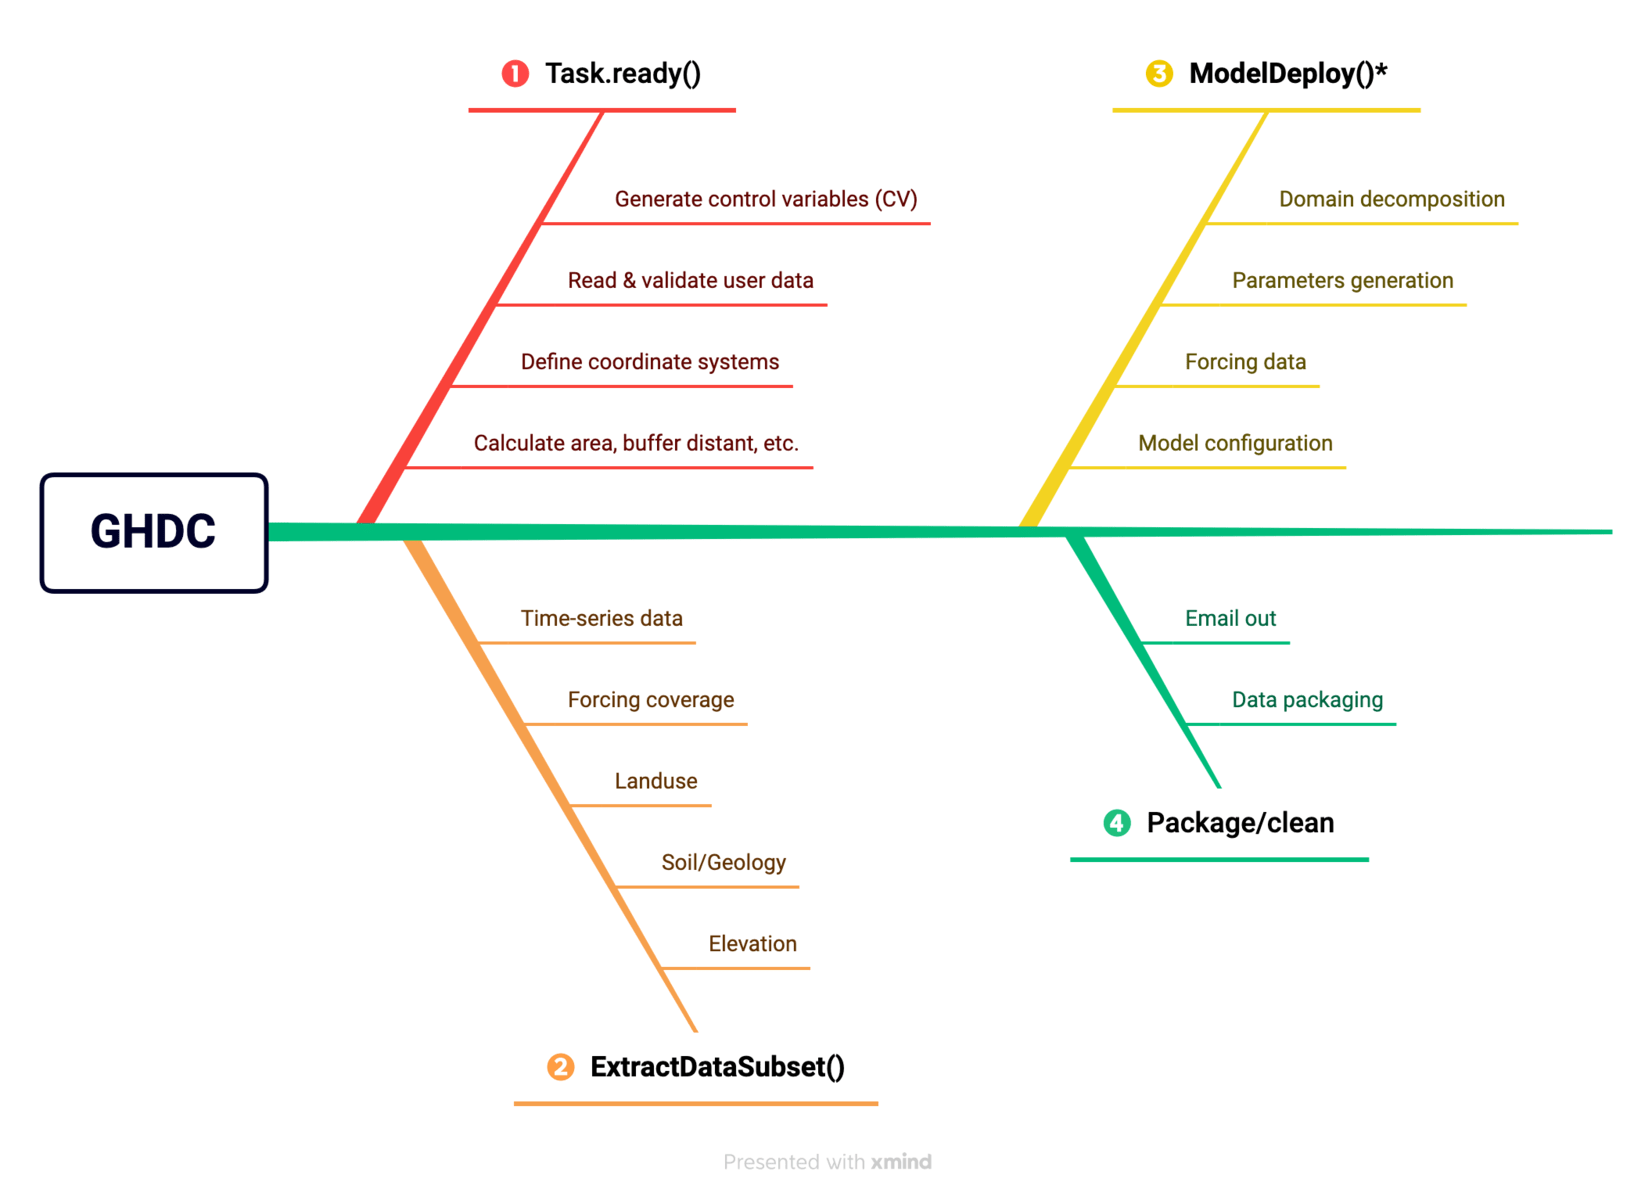 GHDC
1 Task.ready()
Generate control variables (CV)
Read & validate user data
Define coordinate systems
Calculate area, buffer distant, etc.
2 ExtractDataSubset()
Time-series data
Forcing coverage
Landuse
Soil/Geology
Elevation
3 ModelDeploy()*
Domain decomposition
Parameters generation
Forcing data
Model configuration
4 Package/clean
Email out
Data packaging
Presented with xmind